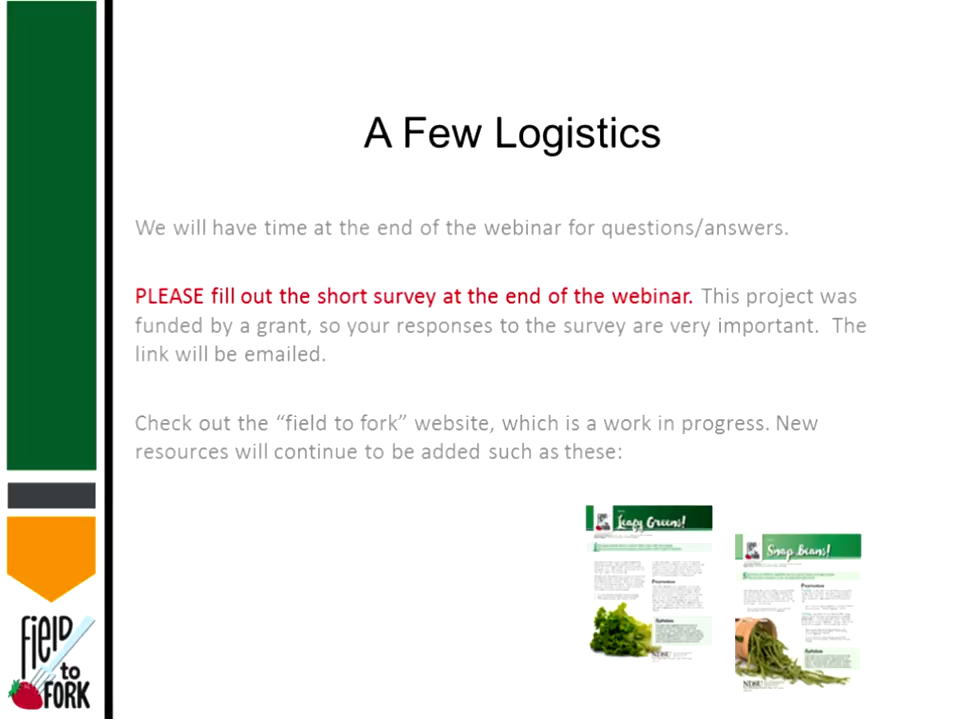 A Few Logistics
We will have time at the end of the webinar for questions/answers.
PLEASE fill out the short survey at the end of the webinar. This project was
funded by a grant, so your responses to the survey are very important.  The
link will be emailed.
Check out the “field to fork” website, which is a work in progress. New
resources will continue to be added such as these:
Leafy Greens!
Snap Beans!
NDSU
NDSU
FiELD
to
FORK